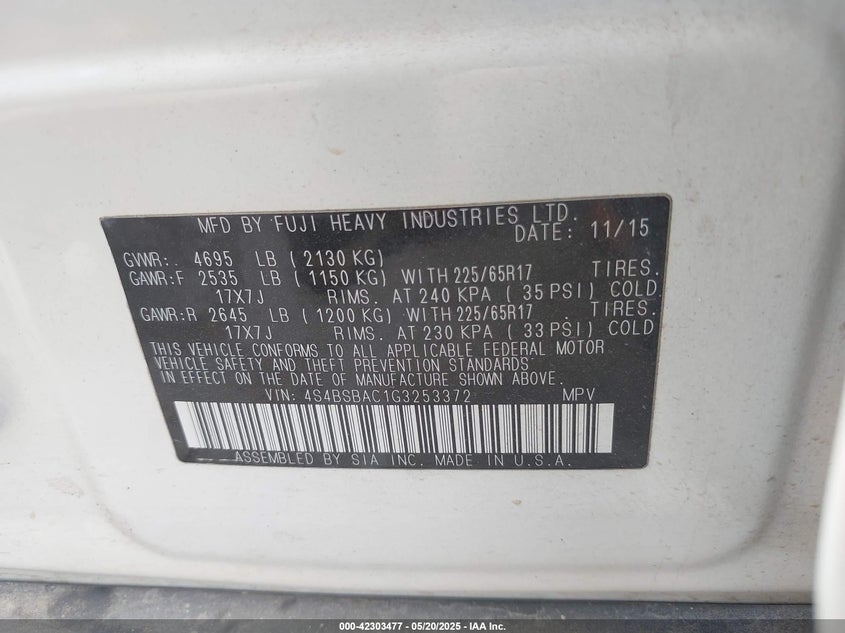 MFD BY FUJI HEAVY INDUSTRIES LTD.
DATE: 11/15
GVWR:. 4695 LB ( 2130 KG)
GAWR:F 2535 LB ( 1150 KG) WITH 225/65R17 TIRES.
17X7J RIMS. AT 240 KPA ( 35 PSI) COLD
GAWR:R 2645 LB ( 1200 KG) WITH 225/65R17 TIRES.
17X7J RIMS. AT 230 KPA ( 33 PSI) COLD
THIS VEHICLE CONFORMS TO ALL APPLICABLE FEDERAL MOTOR
VEHICLE SAFETY AND THEFT PREVENTION STANDARDS
IN EFFECT ON THE DATE OF MANUFACTURE SHOWN ABOVE.
VIN: 4S4BSBAC1G3253372 MPV
ASSEMBLED BY SIA INC. MADE IN U.S.A.
000-42303477 - 05/20/2025 - IAA Inc.